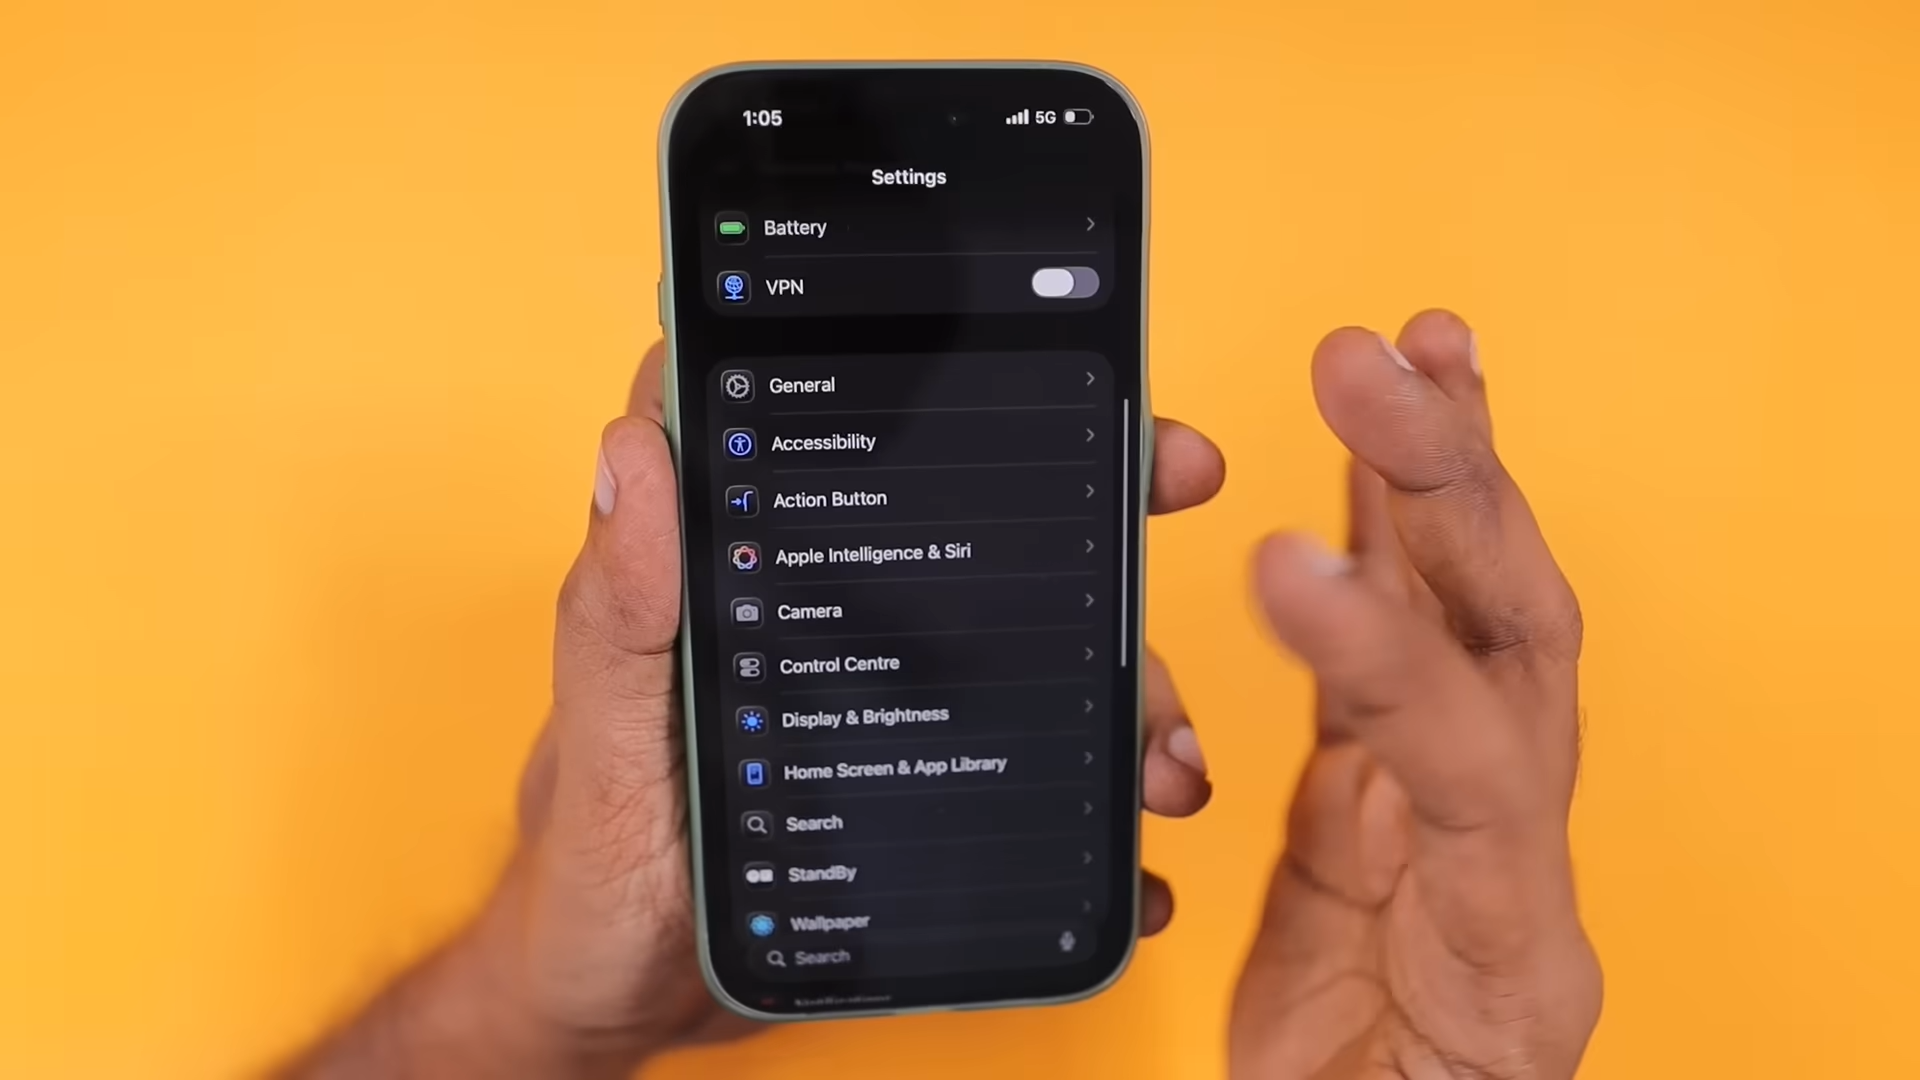 1:05 5G
Settings
Battery
VPN
General
Accessibility
Action Button
Apple Intelligence & Siri
Camera
Control Centre
Display & Brightness
Home Screen & App Library
Search
StandBy
Wallpaper
Search